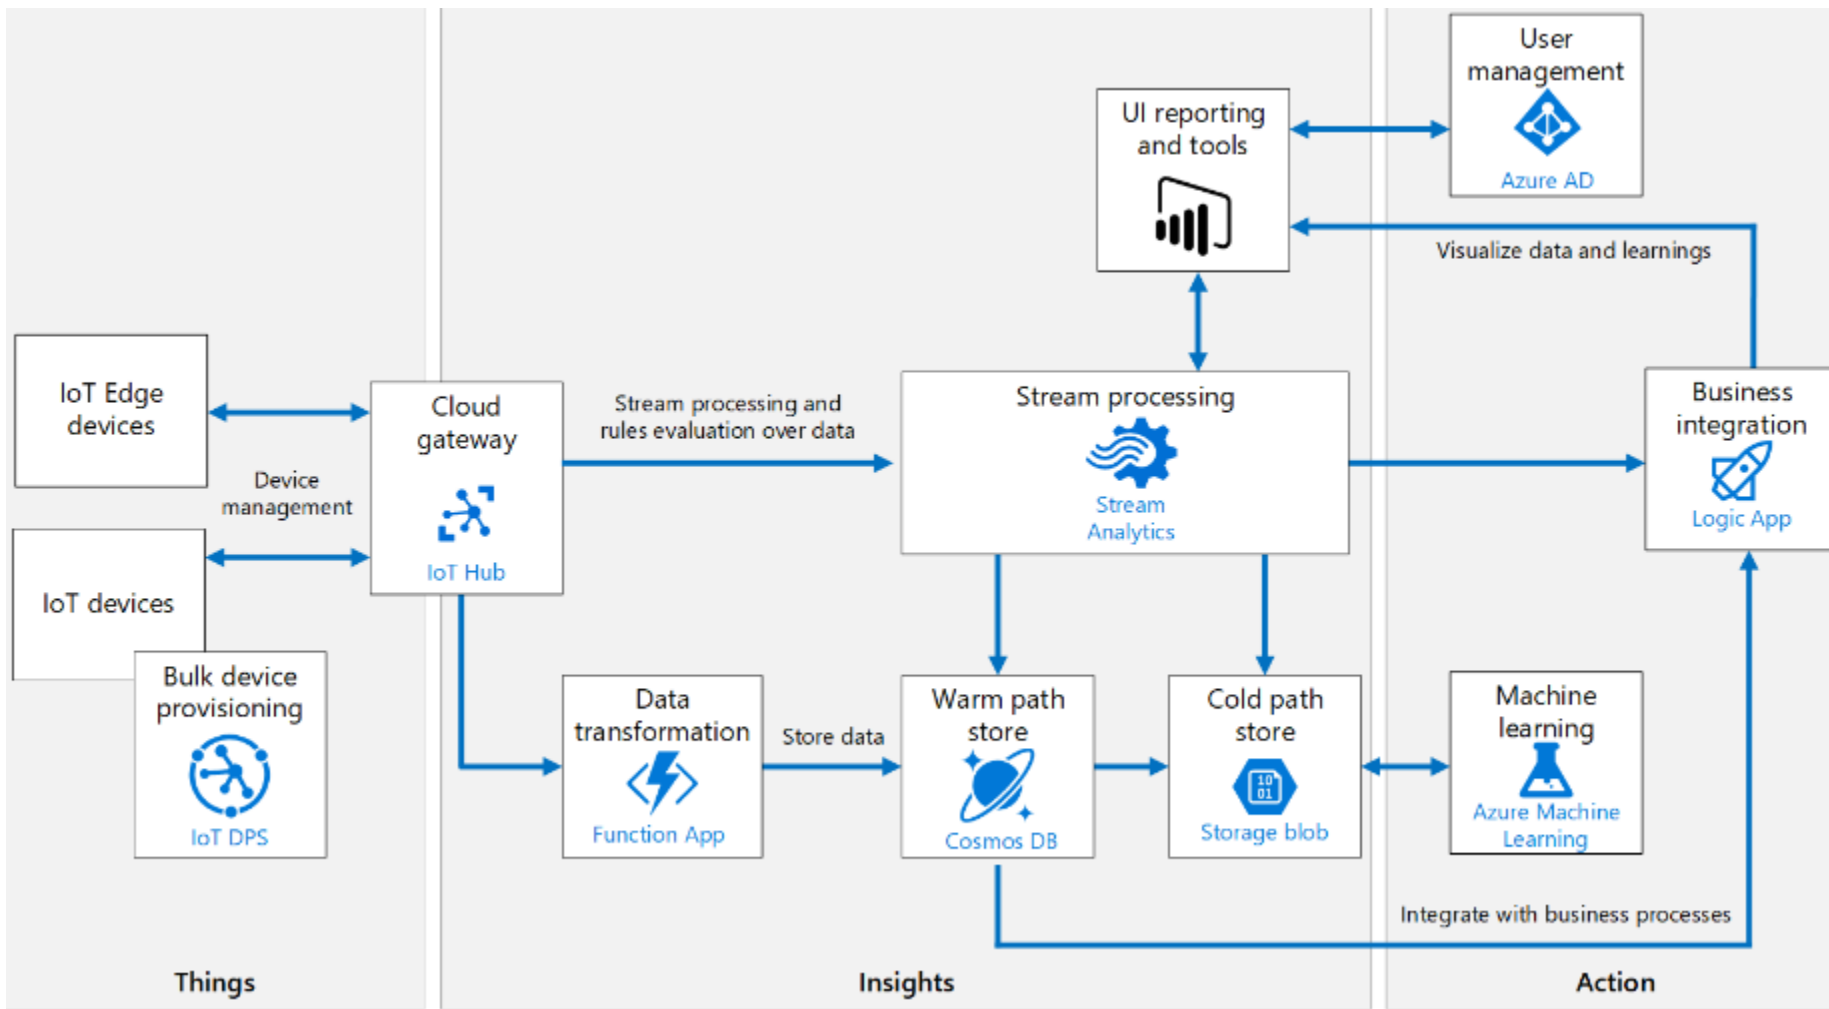 User
management
Azure AD
UI reporting
and tools
Visualize data and learnings
IoT Edge
devices
Device
management
IoT devices
Bulk device
provisioning
IoT DPS
Cloud
gateway
IoT Hub
Stream processing and
rules evaluation over data
Stream processing
Stream
Analytics
Business
integration
Logic App
Data
transformation
Function App
Store data
Warm path
store
Cosmos DB
Cold path
store
10
01
Storage blob
Machine
learning
Azure Machine
Learning
Integrate with business processes
Things
Insights
Action